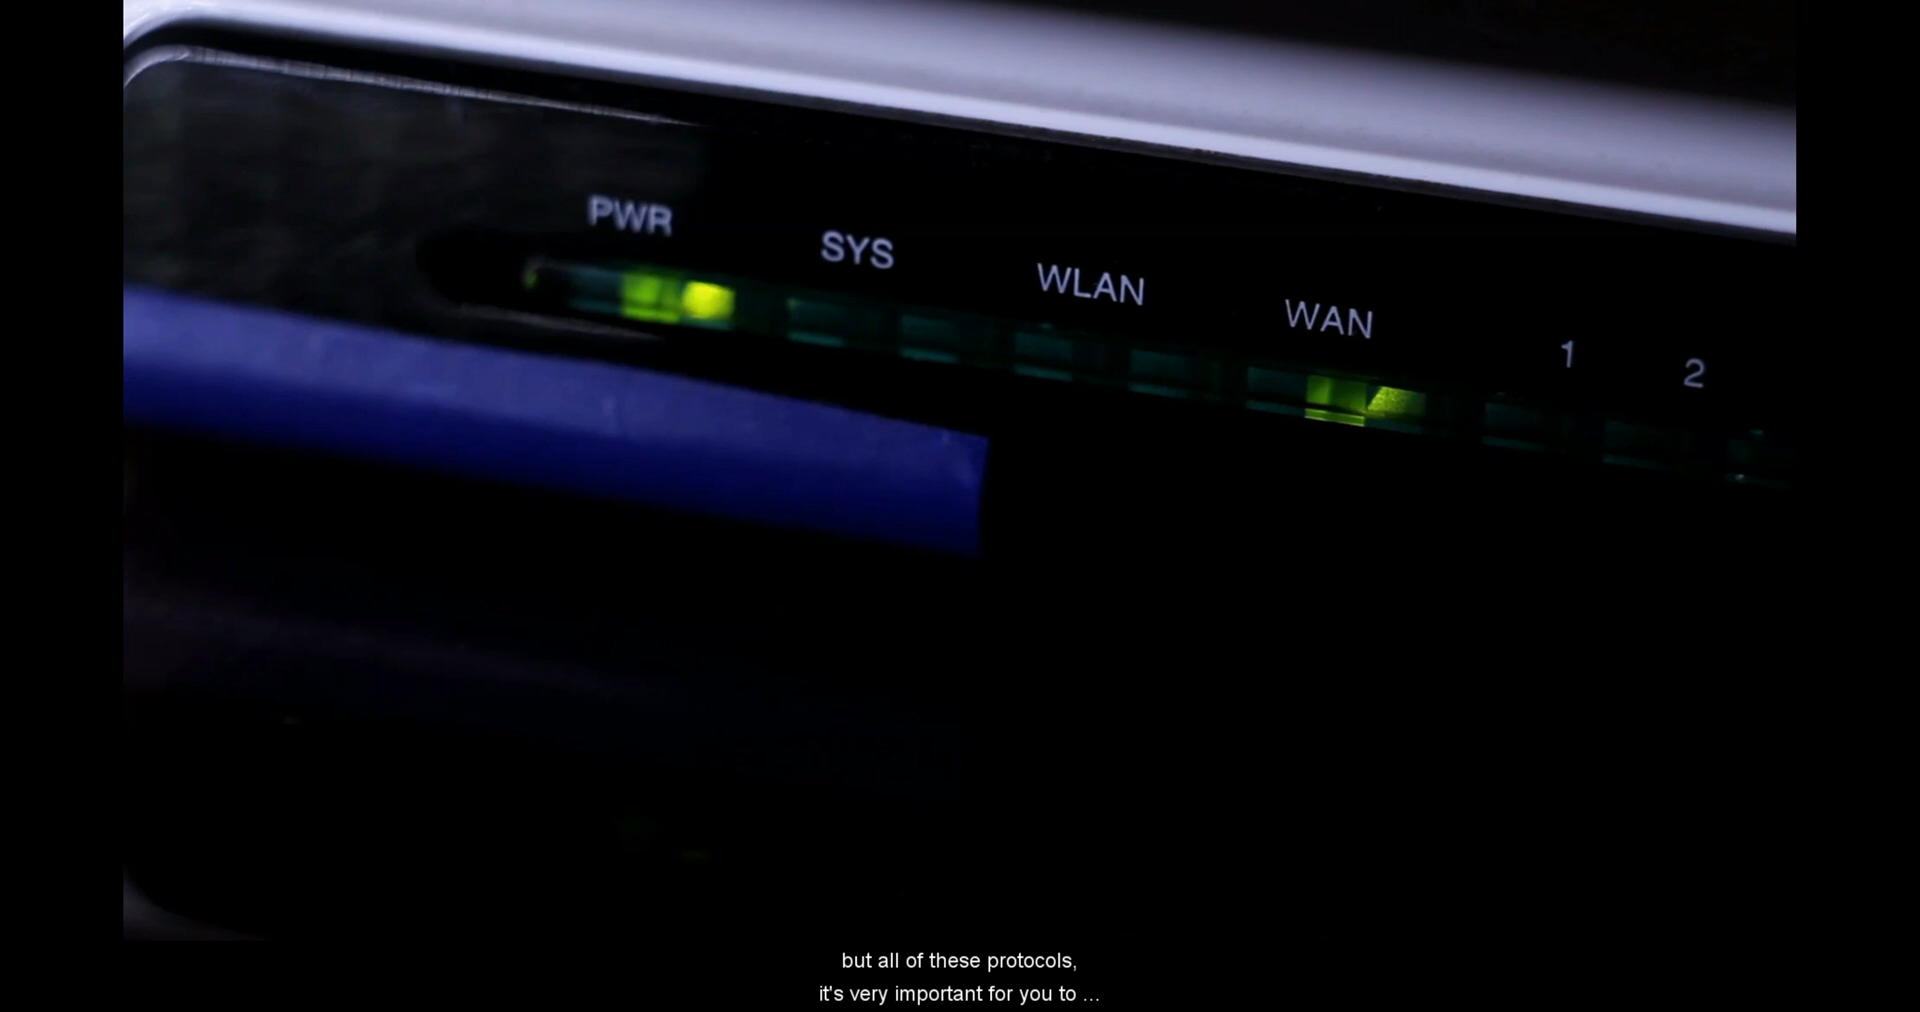 PWR
SYS
WLAN
WAN
1
2
but all of these protocols,
it's very important for you to ...